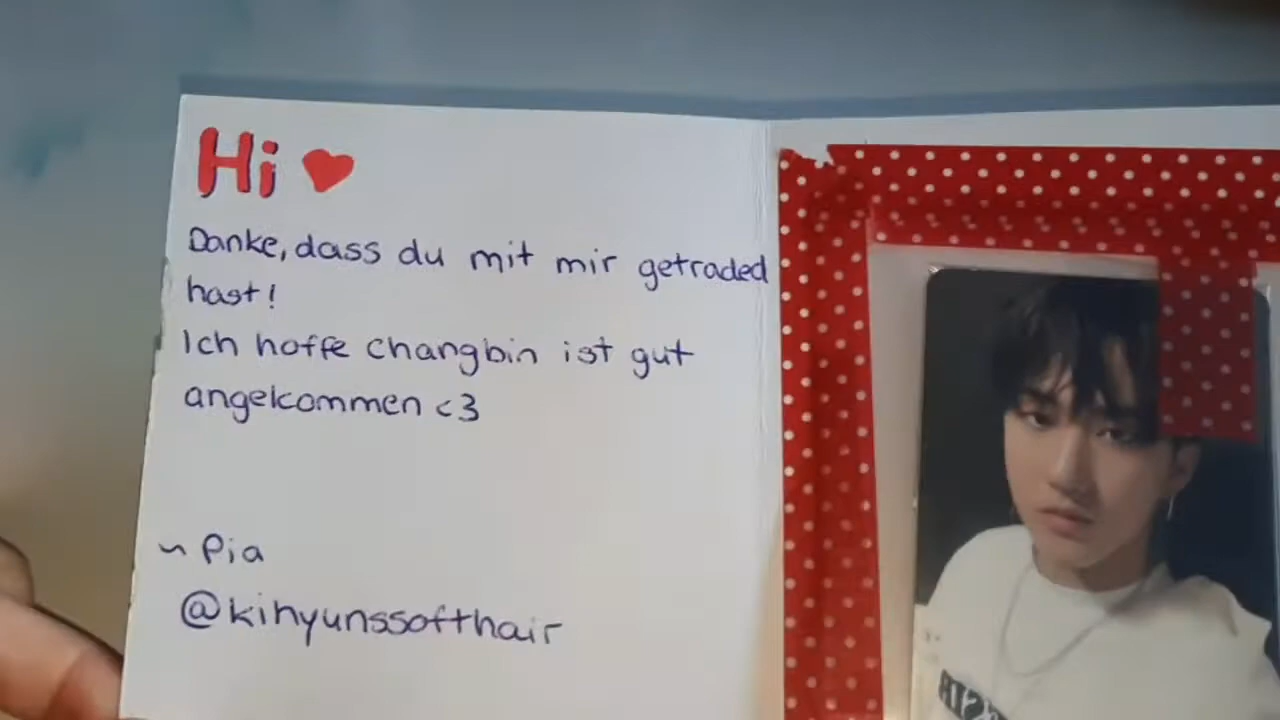 Hi ♥
Danke, dass du mit mir getraded
hast!
Ich hoffe changbin ist gut
angekommen <3
~ Pia
@kihyunssofthair